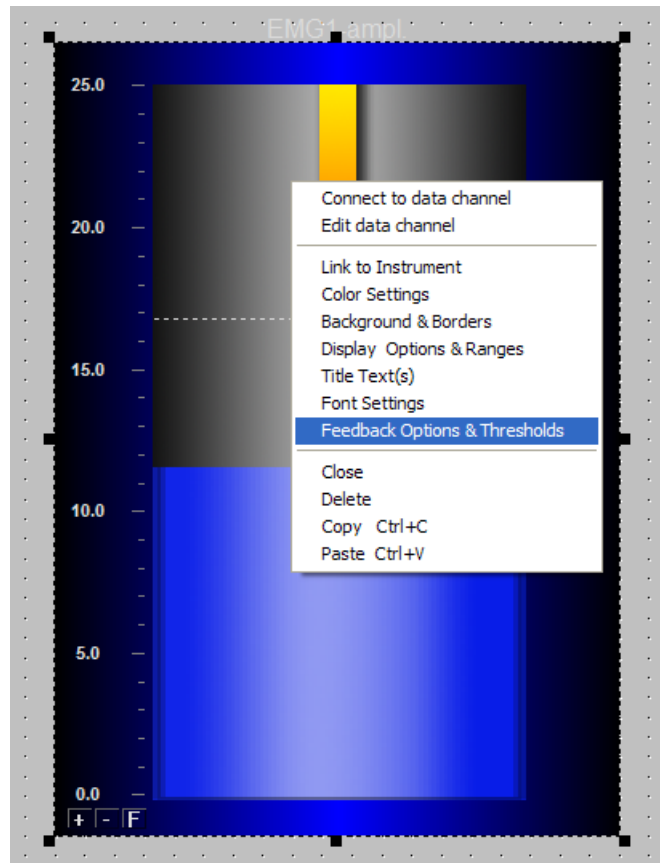 EMG1 ampl.
25.0
Connect to data channel
Edit data channel
20.0
Link to Instrument
Color Settings
Background & Borders
Display Options & Ranges
15.0
Title Text(s)
Font Settings
Feedback Options & Thresholds
Close
Delete
10.0
Copy Ctrl+C
Paste Ctrl+V
5.0
0.0
+ - F